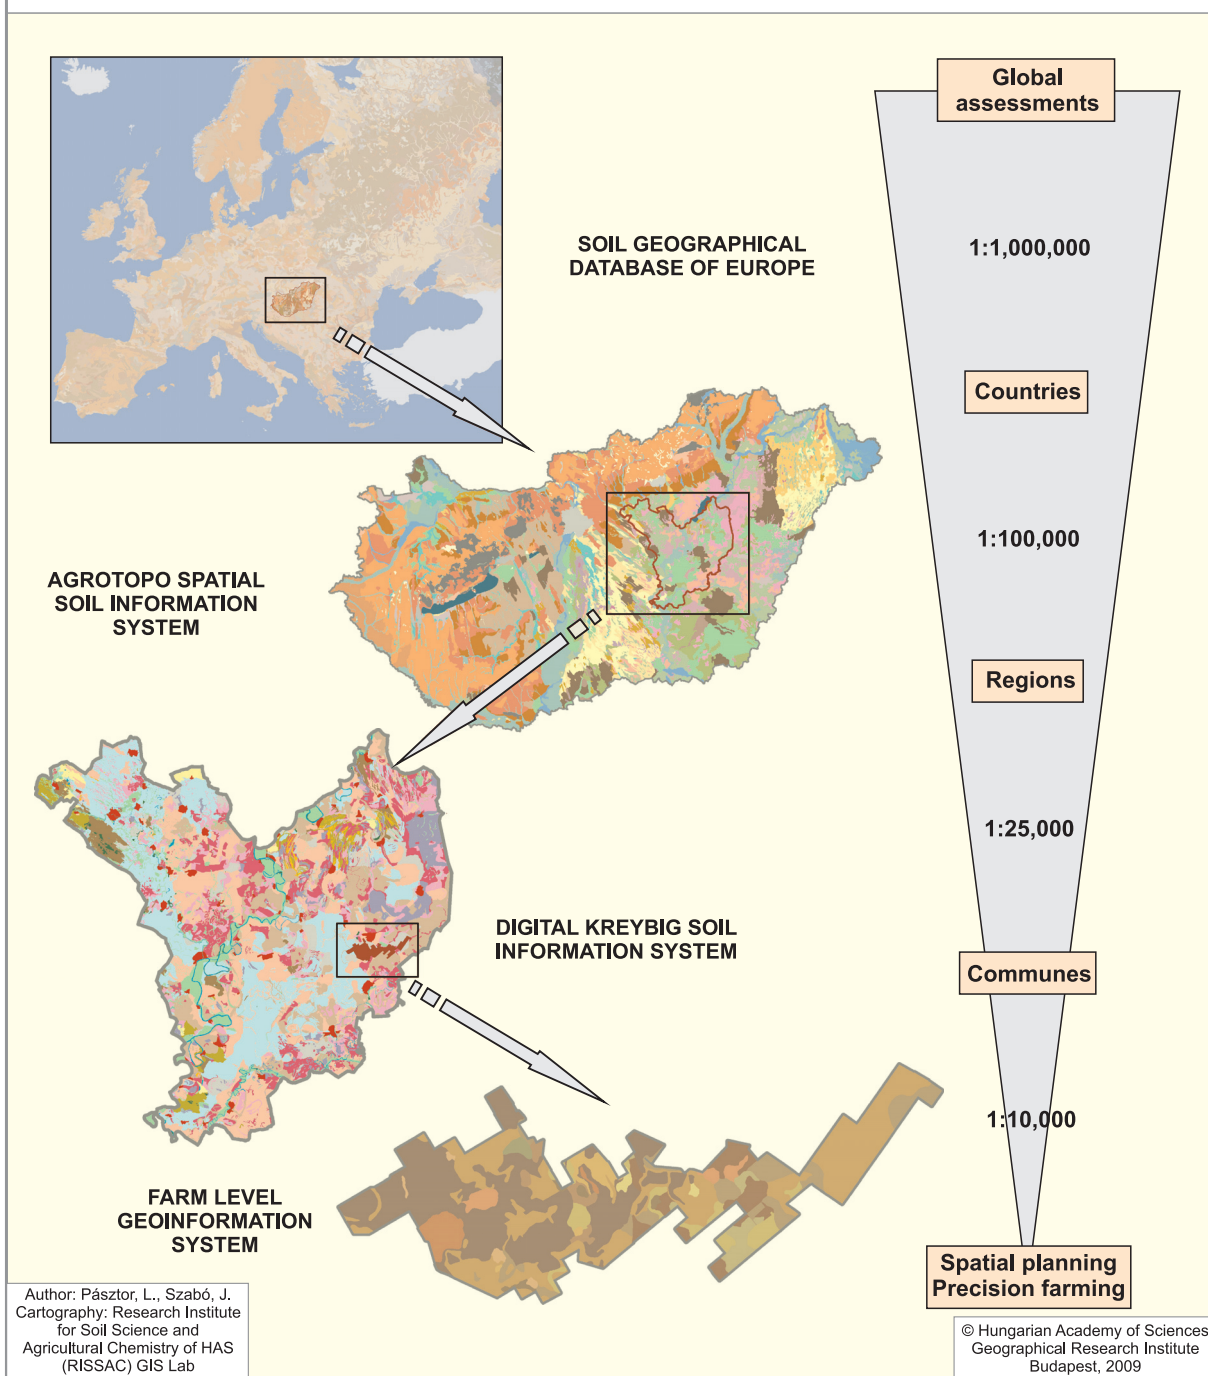 Global
assessments
SOIL GEOGRAPHICAL
DATABASE OF EUROPE
1:1,000,000
Countries
1:100,000
AGROTOPO SPATIAL
SOIL INFORMATION
SYSTEM
Regions
1:25,000
DIGITAL KREYBIG SOIL
INFORMATION SYSTEM
Communes
1:10,000
FARM LEVEL
GEOINFORMATION
SYSTEM
Spatial planning
Precision farming
Author: Pásztor, L., Szabó, J.
Cartography: Research Institute
for Soil Science and
Agricultural Chemistry of HAS
(RISSAC) GIS Lab
© Hungarian Academy of Sciences
Geographical Research Institute
Budapest, 2009